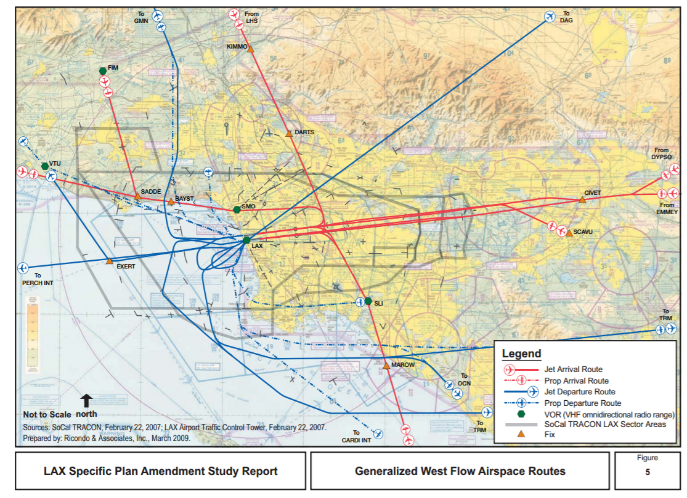 To
GMN
From
LHS
To
DAG
KIMMO
FIM
DARTS
VTU
From
DYPSO
SADDE
BAYST
SMO
CIVET
From
EMMEY
LAX
SCAVU
EXERT
To
PERCH INT
SLI
To
TRM
MAROW
To
OCN
To
TRM
To
CARDI INT
Legend
Jet Arrival Route
Prop Arrival Route
Jet Departure Route
Prop Departure Route
VOR (VHF omnidirectional radio range)
SoCal TRACON LAX Sector Areas
Fix
Not to Scale north
Sources: SoCal TRACON, February 22, 2007; LAX Airport Traffic Control Tower, February 22, 2007.
Prepared by: Ricondo & Associates, Inc., March 2009.
LAX Specific Plan Amendment Study Report
Generalized West Flow Airspace Routes
Figure
5